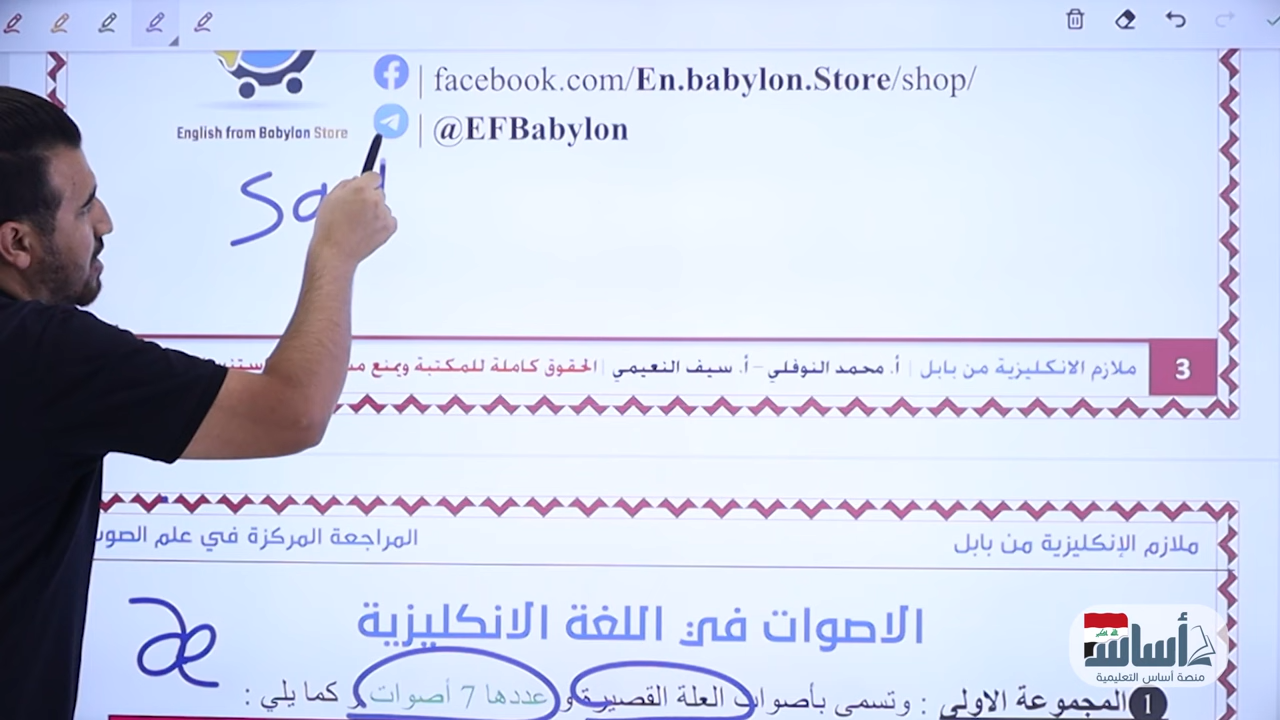 facebook.com/En.babylon.Store/shop/
English from Babylon Store
@EFBabylon
3 ملازم الانكليزية من بابل | أ. محمد النوفلي – أ. سيف النعيمي | الحقوق كاملة للمكتبة ويمنع
ملازم الإنكليزية من بابل
المراجعة المركزة في علم
الاصوات في اللغة الانكليزية
æ
1 المجموعة الاولى : وتسمى بأصوات العلة القصيرة و عددها 7 أصوات و كما يلي :
أساس
منصة أساس التعليمية